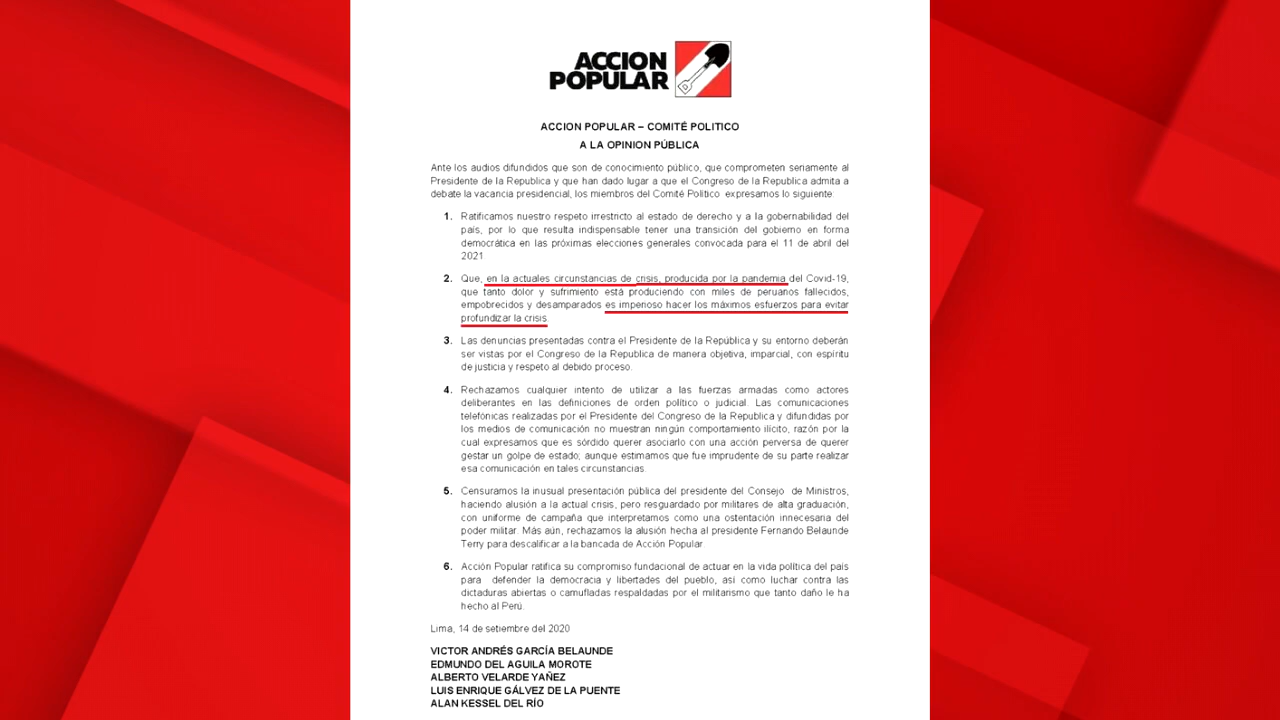 ACCION
POPULAR
ACCION POPULAR – COMITÉ POLITICO
A LA OPINION PÚBLICA
Ante los audios difundidos que son de conocimiento público, que comprometen seriamente al
Presidente de la Republica y que han dado lugar a que el Congreso de la Republica admita a
debate la vacancia presidencial, los miembros del Comité Político expresamos lo siguiente:
1. Ratificamos nuestro respeto irrestricto al estado de derecho y a la gobernabilidad del
país, por lo que resulta indispensable tener una transición del gobierno en forma
democrática en las próximas elecciones generales convocada para el 11 de abril del
2021
2. Que, en la actuales circunstancias de crisis, producida por la pandemia del Covid-19,
que tanto dolor y sufrimiento está produciendo con miles de peruanos fallecidos,
empobrecidos y desamparados es imperioso hacer los máximos esfuerzos para evitar
profundizar la crisis.
3. Las denuncias presentadas contra el Presidente de la República y su entorno deberán
ser vistas por el Congreso de la Republica de manera objetiva, imparcial, con espíritu
de justicia y respeto al debido proceso.
4. Rechazamos cualquier intento de utilizar a las fuerzas armadas como actores
deliberantes en las definiciones de orden político o judicial. Las comunicaciones
telefónicas realizadas por el Presidente del Congreso de la Republica y difundidas por
los medios de comunicación no muestran ningún comportamiento ilícito, razón por la
cual expresamos que es sórdido querer asociarlo con una acción perversa de querer
gestar un golpe de estado; aunque estimamos que fue imprudente de su parte realizar
esa comunicación en tales circunstancias.
5. Censuramos la inusual presentación pública del presidente del Consejo de Ministros,
haciendo alusión a la actual crisis, pero resguardado por militares de alta graduación,
con uniforme de campaña que interpretamos como una ostentación innecesaria del
poder militar. Más aún, rechazamos la alusión hecha al presidente Fernando Belaunde
Terry para descalificar a la bancada de Acción Popular.
6. Acción Popular ratifica su compromiso fundacional de actuar en la vida política del país
para defender la democracia y libertades del pueblo, así como luchar contra las
dictaduras abiertas o camufladas respaldadas por el militarismo que tanto daño le ha
hecho al Perú.
Lima, 14 de setiembre del 2020
VICTOR ANDRÉS GARCÍA BELAUNDE
EDMUNDO DEL AGUILA MOROTE
ALBERTO VELARDE YAÑEZ
LUIS ENRIQUE GÁLVEZ DE LA PUENTE
ALAN KESSEL DEL RÍO